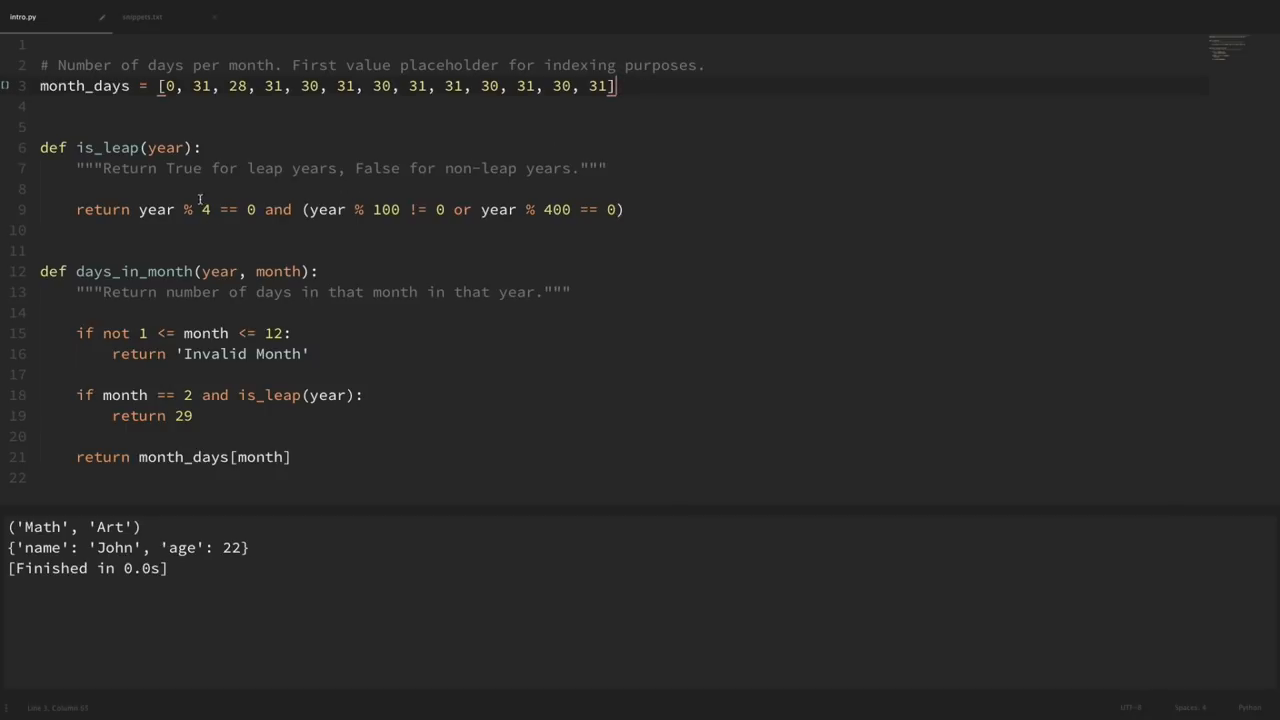 intro.py
snippets.txt
1
2 # Number of days per month. First value placeholder for indexing purposes.
3 month_days = [0, 31, 28, 31, 30, 31, 30, 31, 31, 30, 31, 30, 31]
4
5
6 def is_leap(year):
7     """Return True for leap years, False for non-leap years."""
8
9     return year % 4 == 0 and (year % 100 != 0 or year % 400 == 0)
10
11
12 def days_in_month(year, month):
13     """Return number of days in that month in that year."""
14
15     if not 1 <= month <= 12:
16         return 'Invalid Month'
17
18     if month == 2 and is_leap(year):
19         return 29
20
21     return month_days[month]
22
('Math', 'Art')
{'name': 'John', 'age': 22}
[Finished in 0.0s]
UTF-8
Python